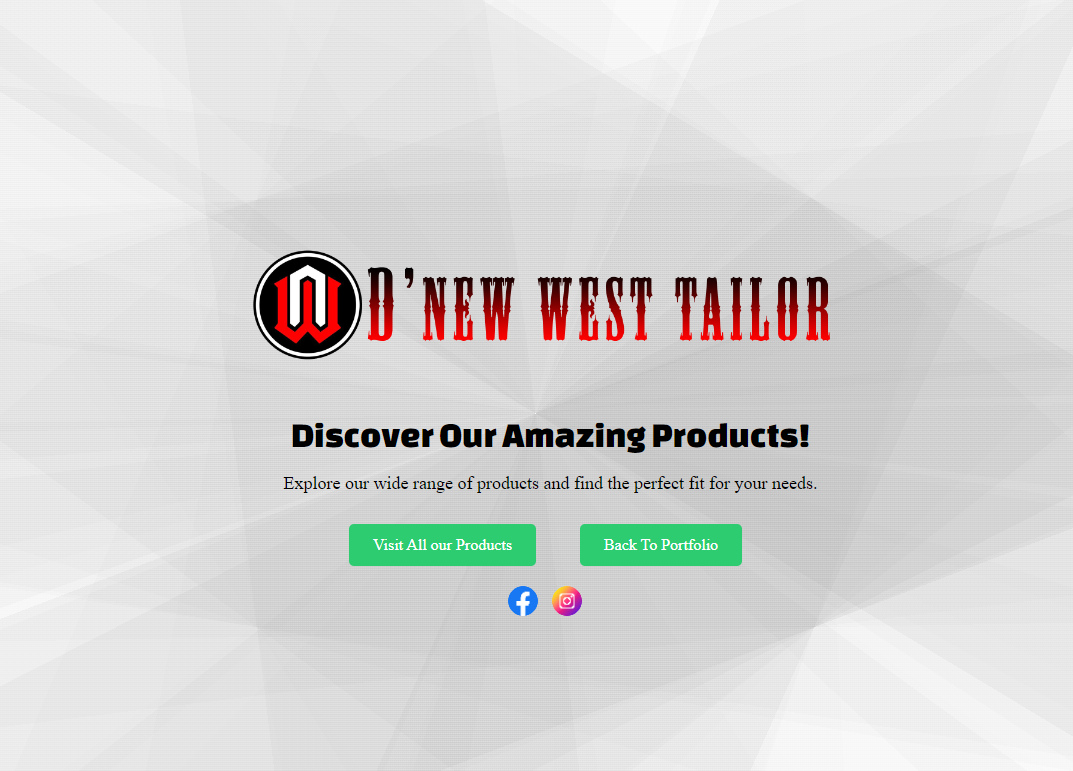 D'NEW WEST TAILOR
Discover Our Amazing Products!
Explore our wide range of products and find the perfect fit for your needs.
Visit All our Products
Back To Portfolio